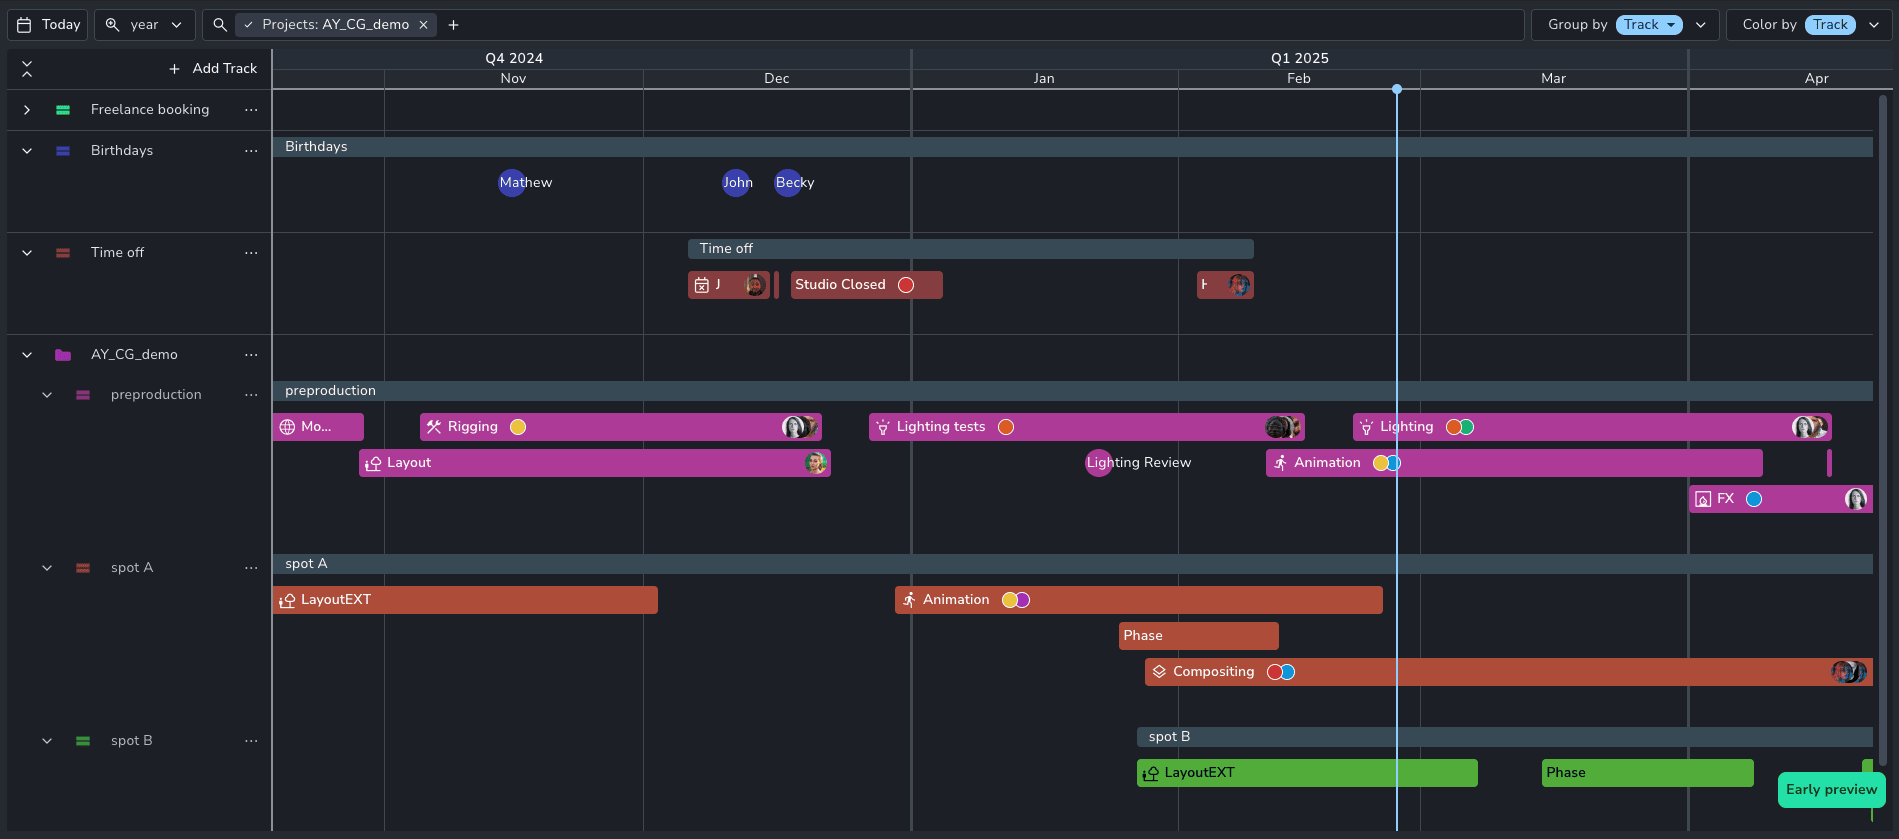 Today year Projects: AY_CG_demo Group by Track Color by Track
Q4 2024 Q1 2025
Add Track
Nov Dec Jan Feb Mar Apr
Freelance booking
Birthdays
Birthdays
Mathew John Becky
Time off
Time off
J Studio Closed
AY_CG_demo
preproduction
preproduction
Mo... Rigging Lighting tests Lighting
Layout Lighting Review Animation
FX
spot A
spot A
LayoutEXT Animation
Phase
Compositing
spot B
spot B
LayoutEXT Phase
Early preview